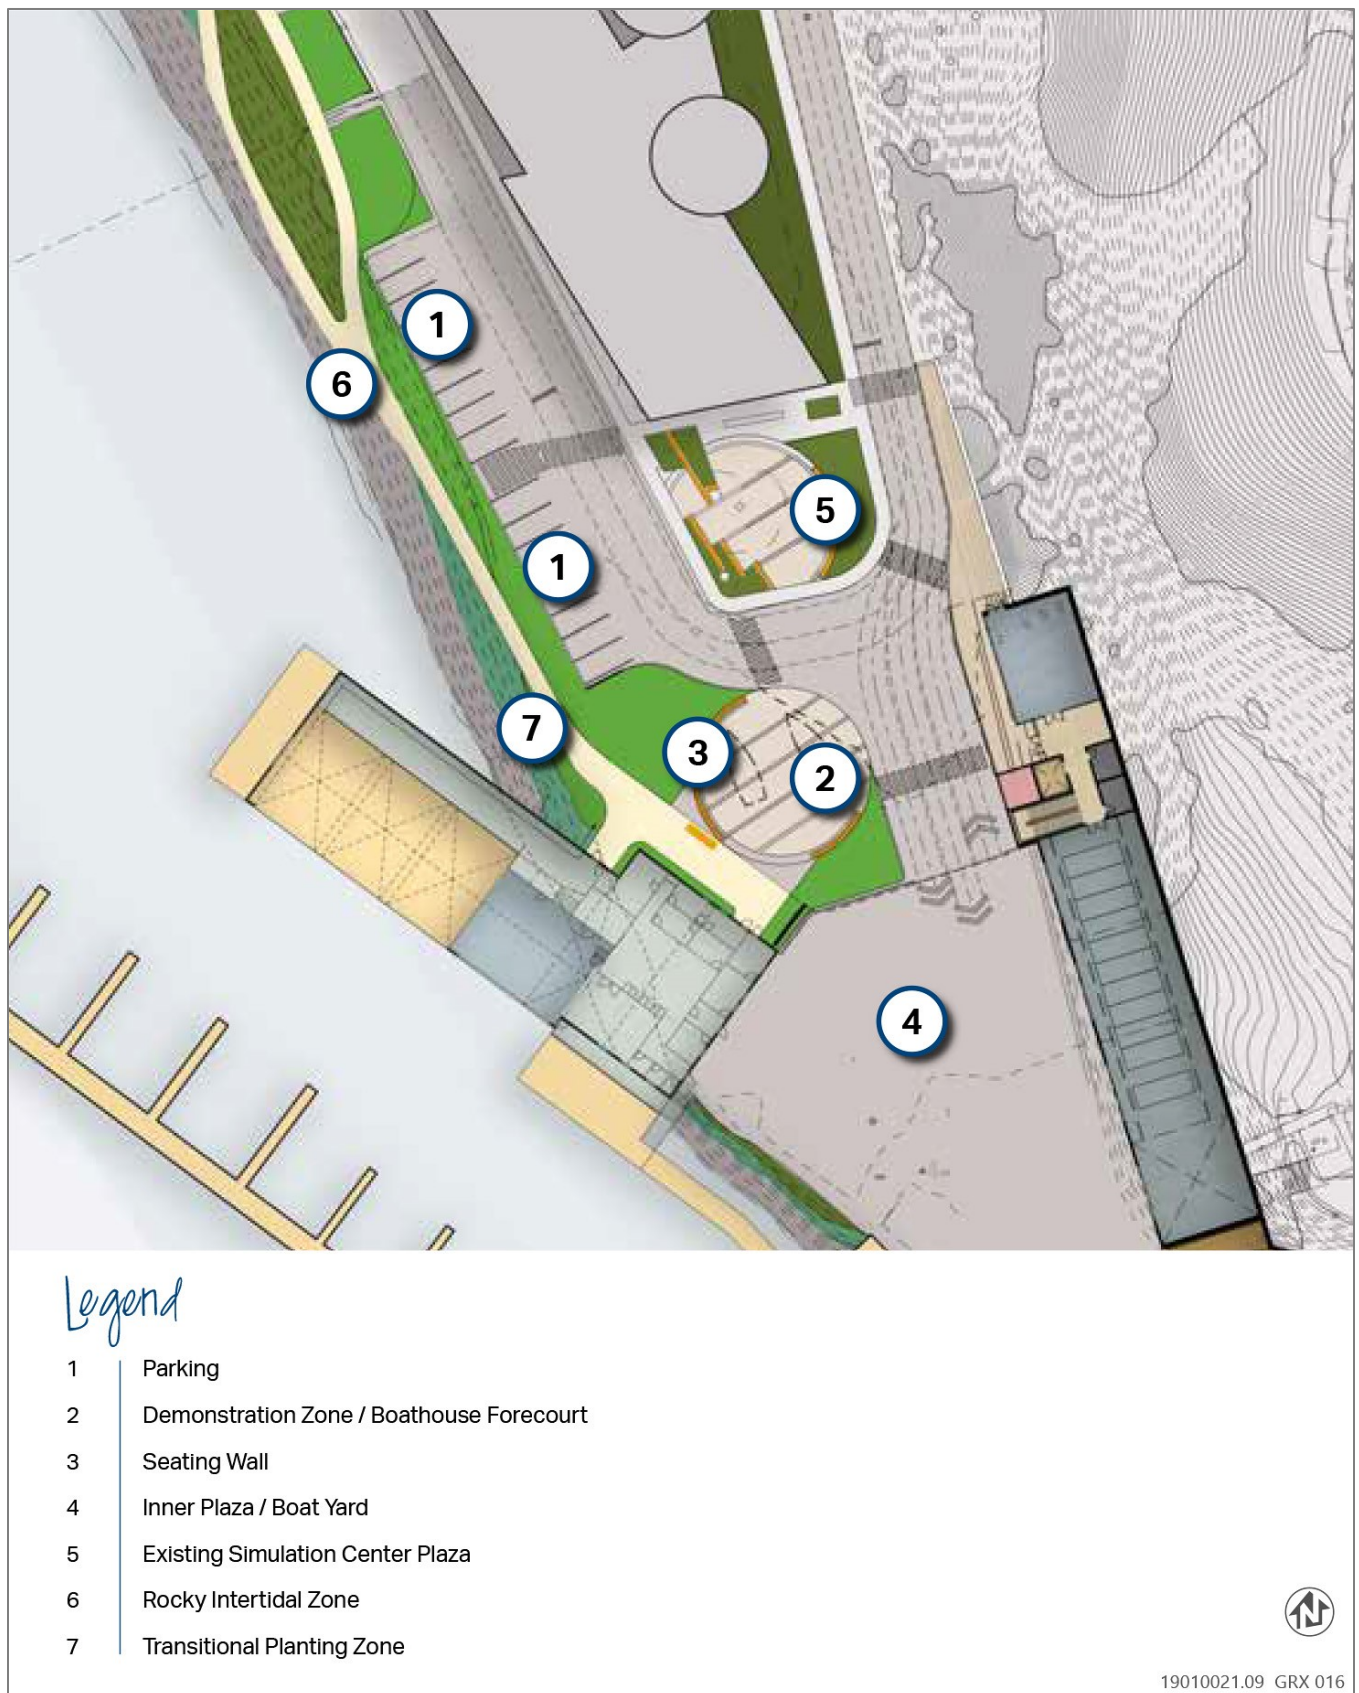 1
6
5
1
7
3
2
4
Legend
1 Parking
2 Demonstration Zone / Boathouse Forecourt
3 Seating Wall
4 Inner Plaza / Boat Yard
5 Existing Simulation Center Plaza
6 Rocky Intertidal Zone
7 Transitional Planting Zone
N
19010021.09 GRX 016